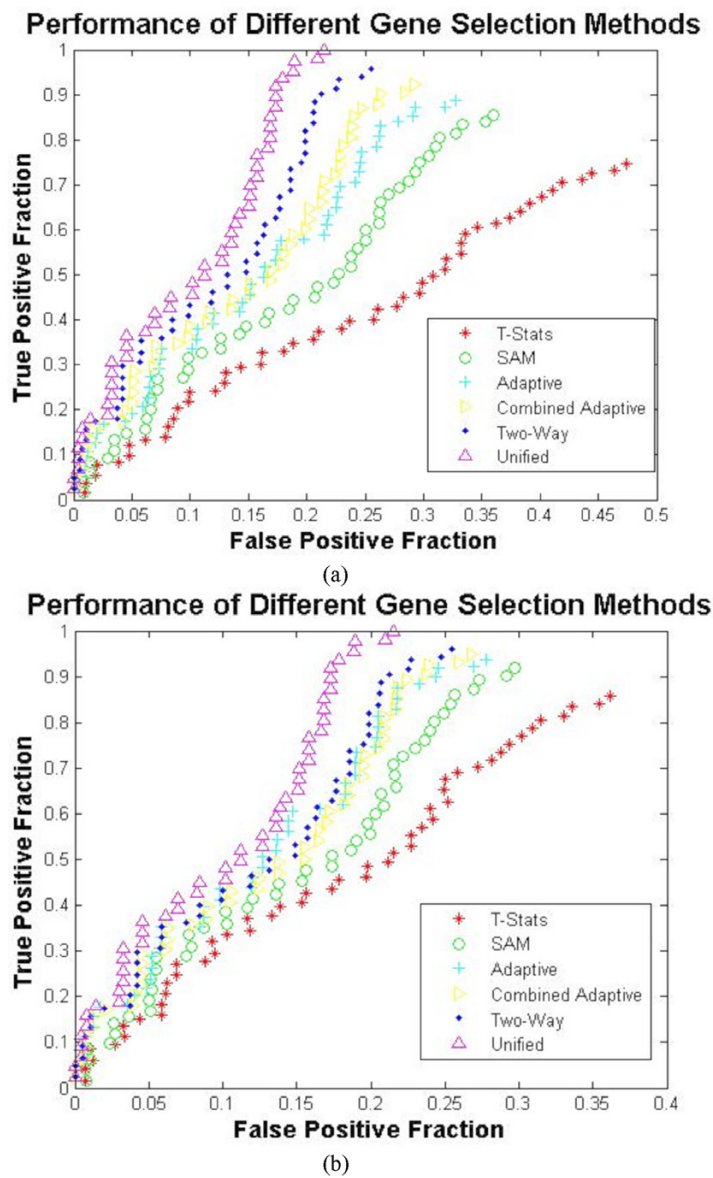 Performance of Different Gene Selection Methods
1
0.9
0.8
0.7
0.6
0.5
0.4
0.3
0.2
0.1
0
True Positive Fraction
T-Stats
SAM
Adaptive
Combined Adaptive
Two-Way
Unified
0 0.05 0.1 0.15 0.2 0.25 0.3 0.35 0.4 0.45 0.5
False Positive Fraction
(a)
Performance of Different Gene Selection Methods
1
0.9
0.8
0.7
0.6
0.5
0.4
0.3
0.2
0.1
0
True Positive Fraction
T-Stats
SAM
Adaptive
Combined Adaptive
Two-Way
Unified
0 0.05 0.1 0.15 0.2 0.25 0.3 0.35 0.4
False Positive Fraction
(b)